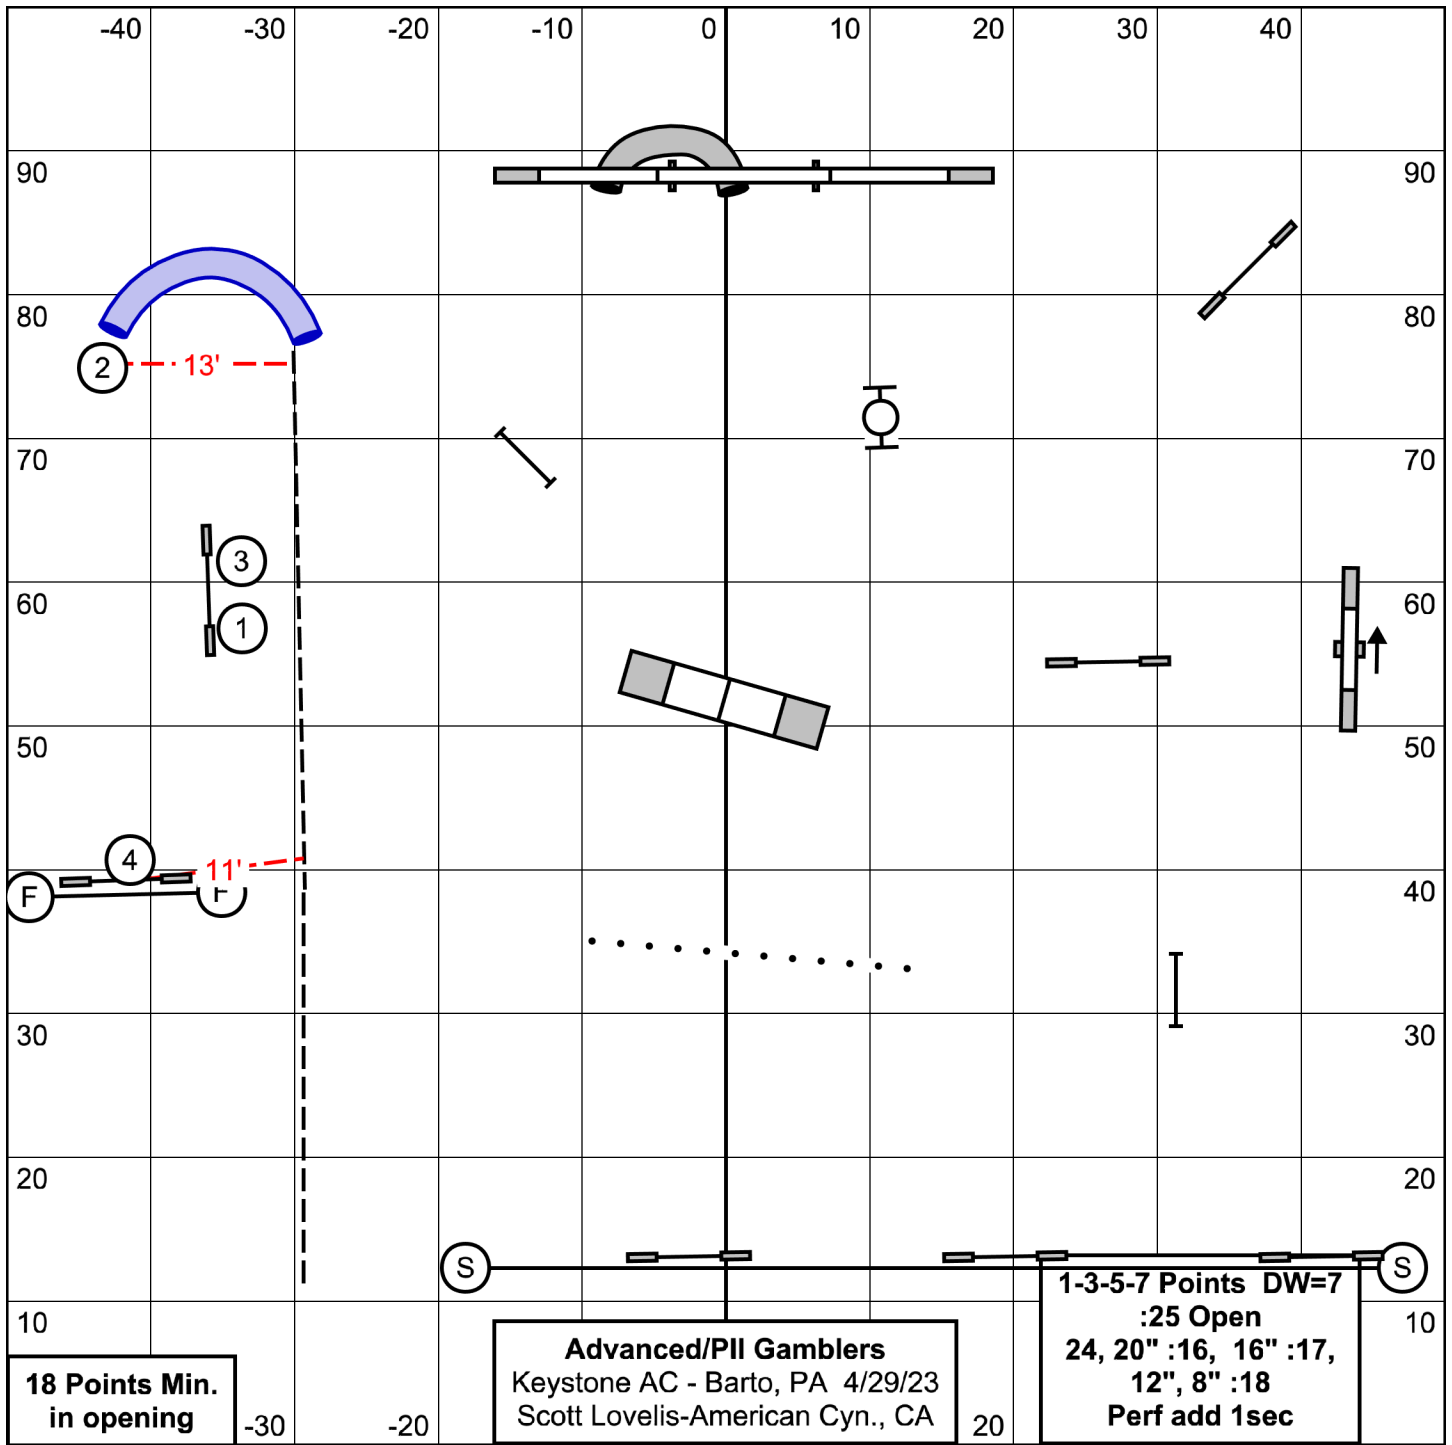 -40 -30 -20 -10 0 10 20 30 40
90 90
80 80
2 13'
70 70
3
60 60
1
50 50
4 11'
F F
40 40
30 30
20 20
S S
1-3-5-7 Points DW=7
:25 Open
24, 20" :16, 16" :17,
12", 8" :18
Perf add 1sec
10 10
Advanced/PII Gamblers
Keystone AC - Barto, PA 4/29/23
Scott Lovelis-American Cyn., CA
18 Points Min.
in opening
-30 -20 20